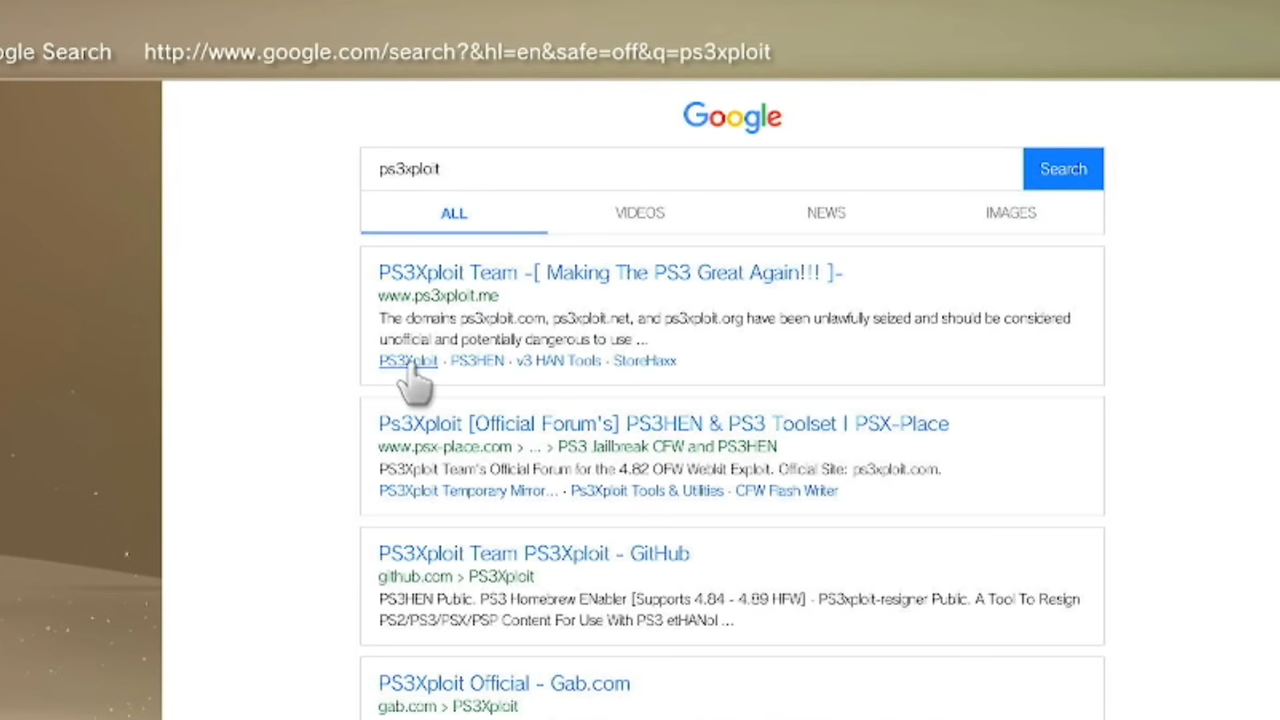 ogle Search http://www.google.com/search?&hl=en&safe=off&q=ps3xploit
Google
ps3xploit
Search
ALL VIDEOS NEWS IMAGES
PS3Xploit Team -[ Making The PS3 Great Again!!! ]-
www.ps3xploit.me
The domains ps3xploit.com, ps3xploit.net, and ps3xploit.org have been unlawfully seized and should be considered
unofficial and potentially dangerous to use ...
PS3Xploit · PS3HEN · v3 HAN Tools · StoreHaxx
Ps3Xploit [Official Forum's] PS3HEN & PS3 Toolset | PSX-Place
www.psx-place.com › ... › PS3 Jailbreak CFW and PS3HEN
PS3Xploit Team's Official Forum for the 4.82 OFW Webkit Exploit. Official Site: ps3xploit.com.
PS3Xploit Temporary Mirror... · Ps3Xploit Tools & Utilities · CFW Flash Writer
PS3Xploit Team PS3Xploit - GitHub
github.com › PS3Xploit
PS3HEN Public. PS3 Homebrew ENabler [Supports 4.84 - 4.89 HFW] · PS3xploit-resigner Public. A Tool To Resign
PS2/PS3/PSX/PSP Content For Use With PS3 etHANol ...
PS3Xploit Official - Gab.com
gab.com › PS3Xploit